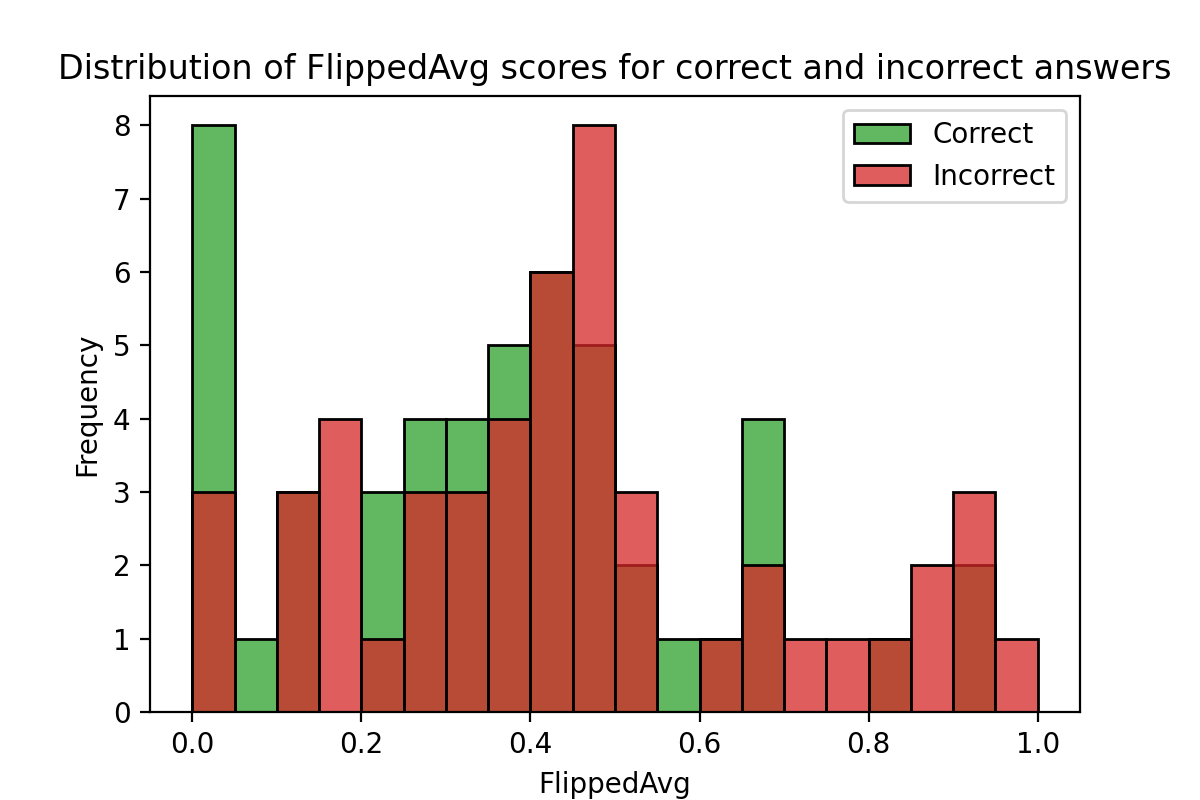 Distribution of FlippedAvg scores for correct and incorrect answers
Correct
Incorrect
8
7
6
5
4
3
2
1
0
Frequency
0.0 0.2 0.4 0.6 0.8 1.0
FlippedAvg